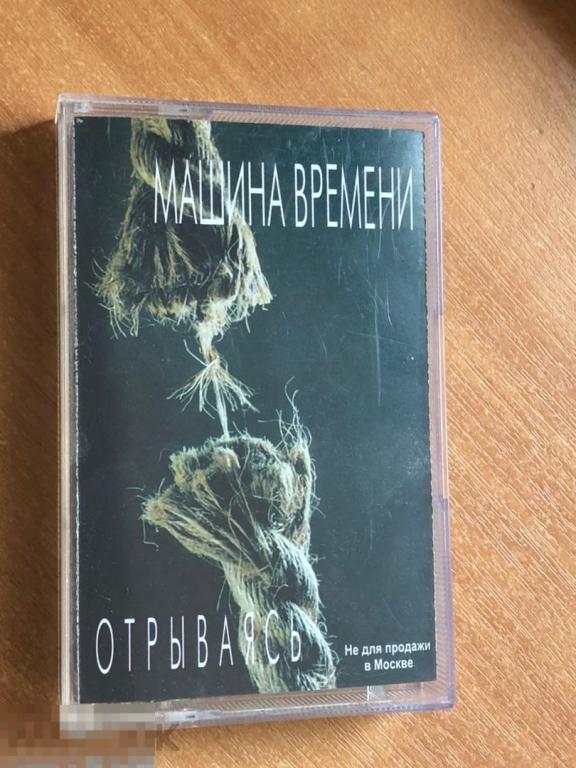 МАШИНА ВРЕМЕНИ
ОТРЫВАЯСЬ
Не для продажи
в Москве